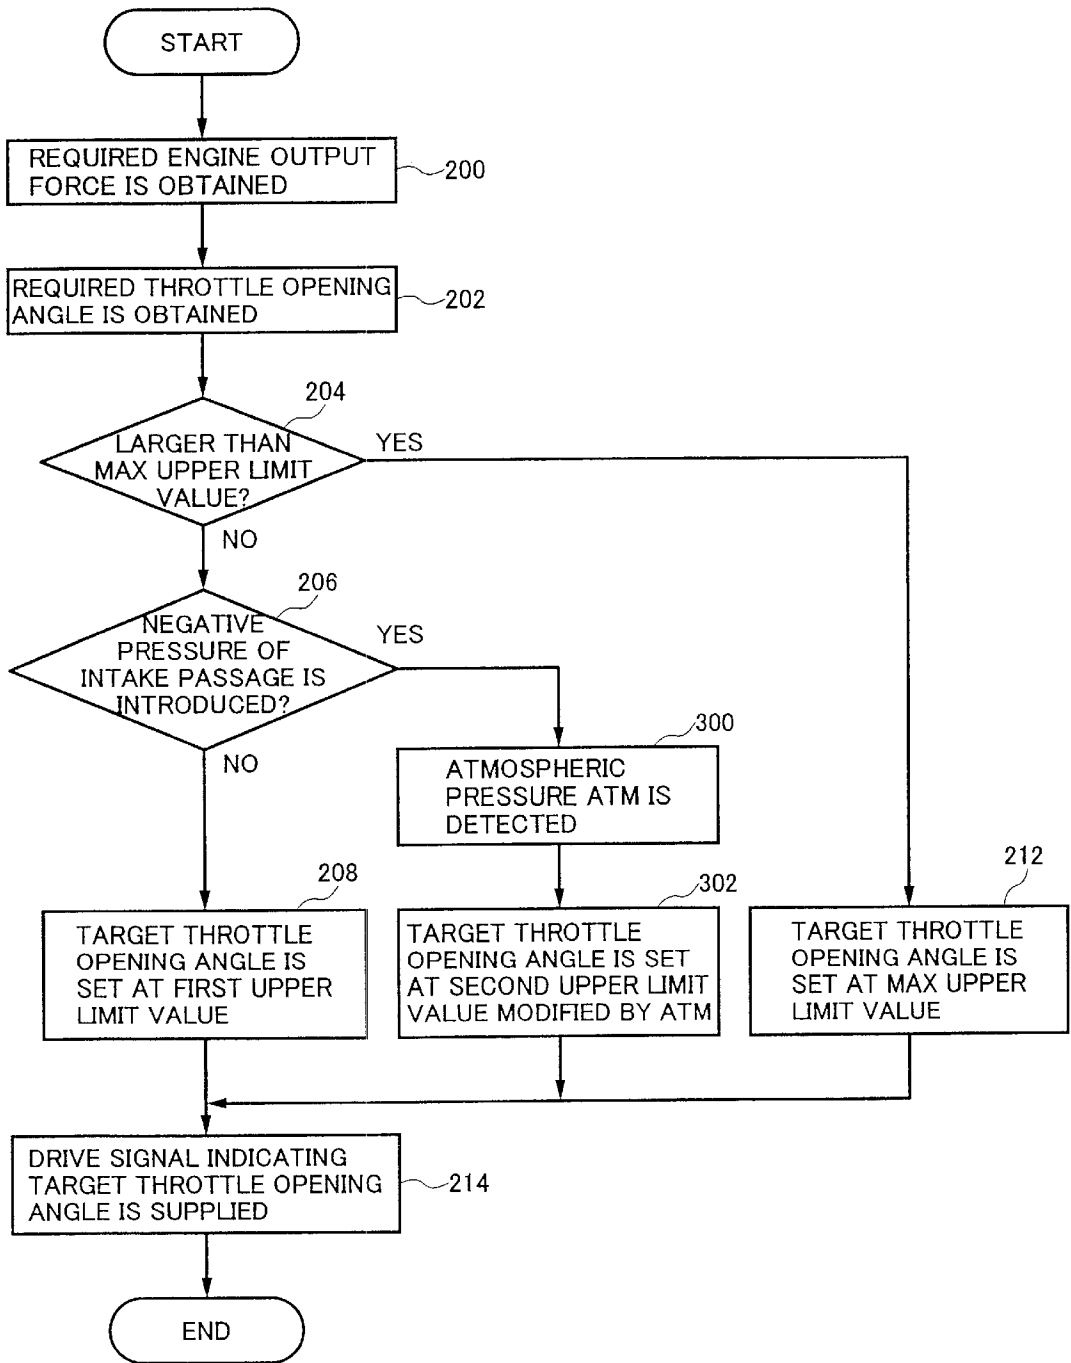 START
REQUIRED ENGINE OUTPUT
FORCE IS OBTAINED
200
REQUIRED THROTTLE OPENING
ANGLE IS OBTAINED
202
204
LARGER THAN
MAX UPPER LIMIT
VALUE?
YES
NO
206
NEGATIVE
PRESSURE OF
INTAKE PASSAGE IS
INTRODUCED?
YES
NO
300
ATMOSPHERIC
PRESSURE ATM IS
DETECTED
208
TARGET THROTTLE
OPENING ANGLE IS
SET AT FIRST UPPER
LIMIT VALUE
302
TARGET THROTTLE
OPENING ANGLE IS SET
AT SECOND UPPER LIMIT
VALUE MODIFIED BY ATM
212
TARGET THROTTLE
OPENING ANGLE IS
SET AT MAX UPPER
LIMIT VALUE
DRIVE SIGNAL INDICATING
TARGET THROTTLE OPENING
ANGLE IS SUPPLIED
214
END